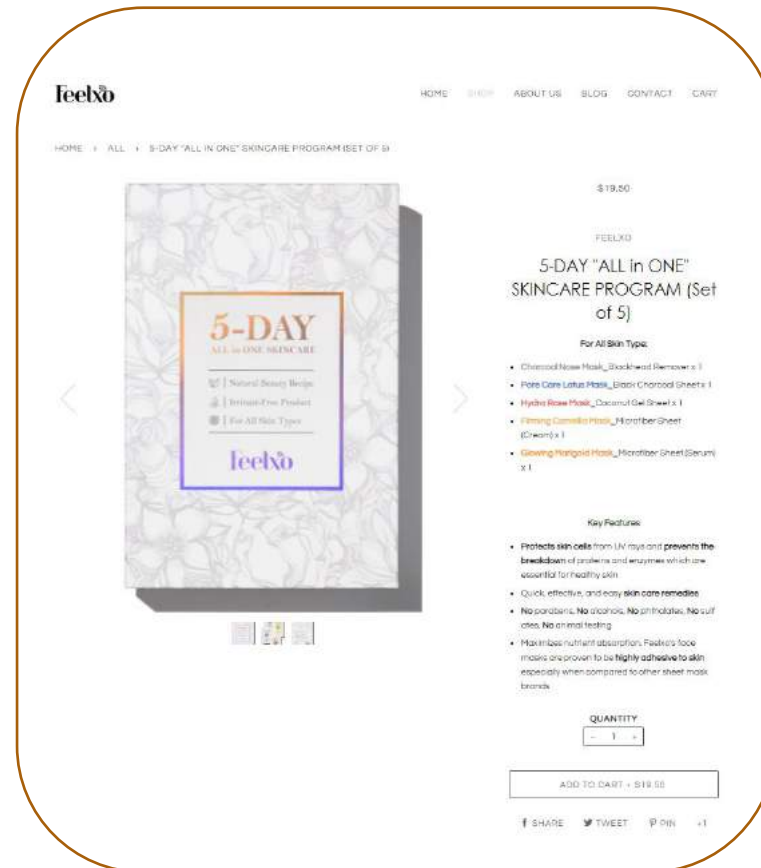 Feelxo
HOME SHOP ABOUT US BLOG CONTACT CART
HOME › ALL › 5-DAY "ALL IN ONE" SKINCARE PROGRAM (SET OF 5)
5-DAY
ALL in ONE SKINCARE
Natural Beauty Recipe
Irritant-Free Product
For All Skin Types
Feelxo
$19.50
FEELXO
5-DAY "ALL in ONE"
SKINCARE PROGRAM (Set
of 5)
For All Skin Type:
• Charcoal Nose Mask_Blackhead Remover x 1
• Pore Care Lotus Mask_Black Charcoal Sheet x 1
• Hydra Rose Mask_Coconut Gel Sheet x 1
• Firming Camellia Mask_Microfiber Sheet
(Cream) x 1
• Glowing Marigold Mask_Microfiber Sheet (Serum)
x 1
Key Features
• Protects skin cells from UV rays and prevents the
breakdown of proteins and enzymes which are
essential for healthy skin
• Quick, effective, and easy skin care remedies
• No parabens, No alcohols, No phthalates, No sulf
ates, No animal testing
• Maximizes nutrient absorption, Feelxo's face
masks are proven to be highly adhesive to skin
especially when compared to other sheet mask
brands
QUANTITY
- 1 +
ADD TO CART • $19.50
SHARE TWEET PIN +1